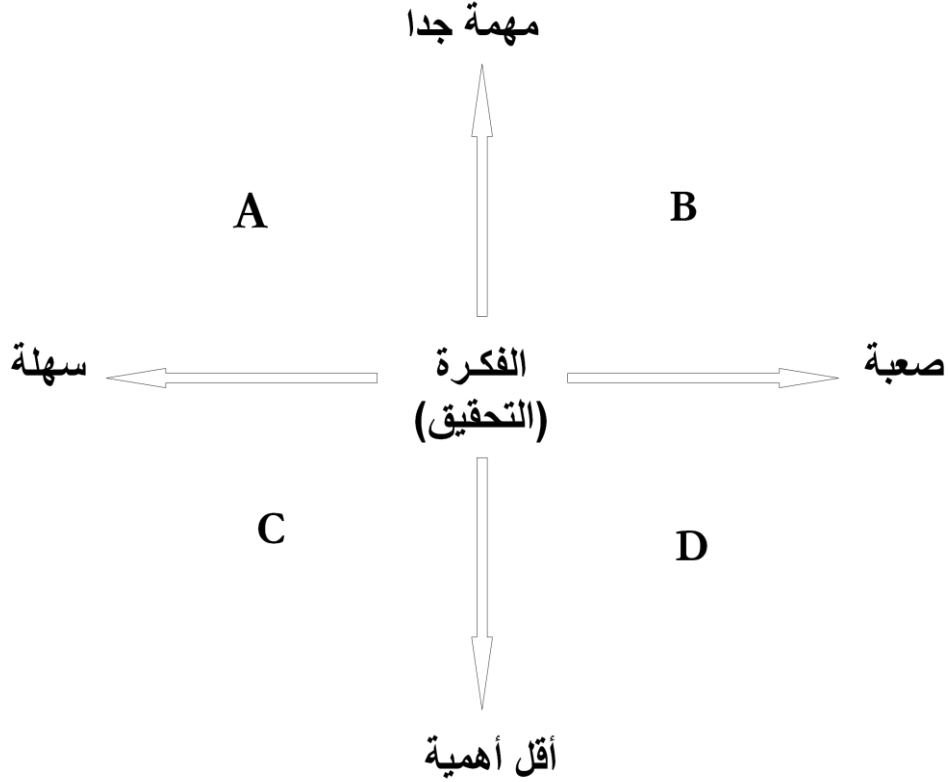 مهمة جدا
A
B
سهلة
الفكرة
(التحقيق)
صعبة
C
D
أقل أهمية